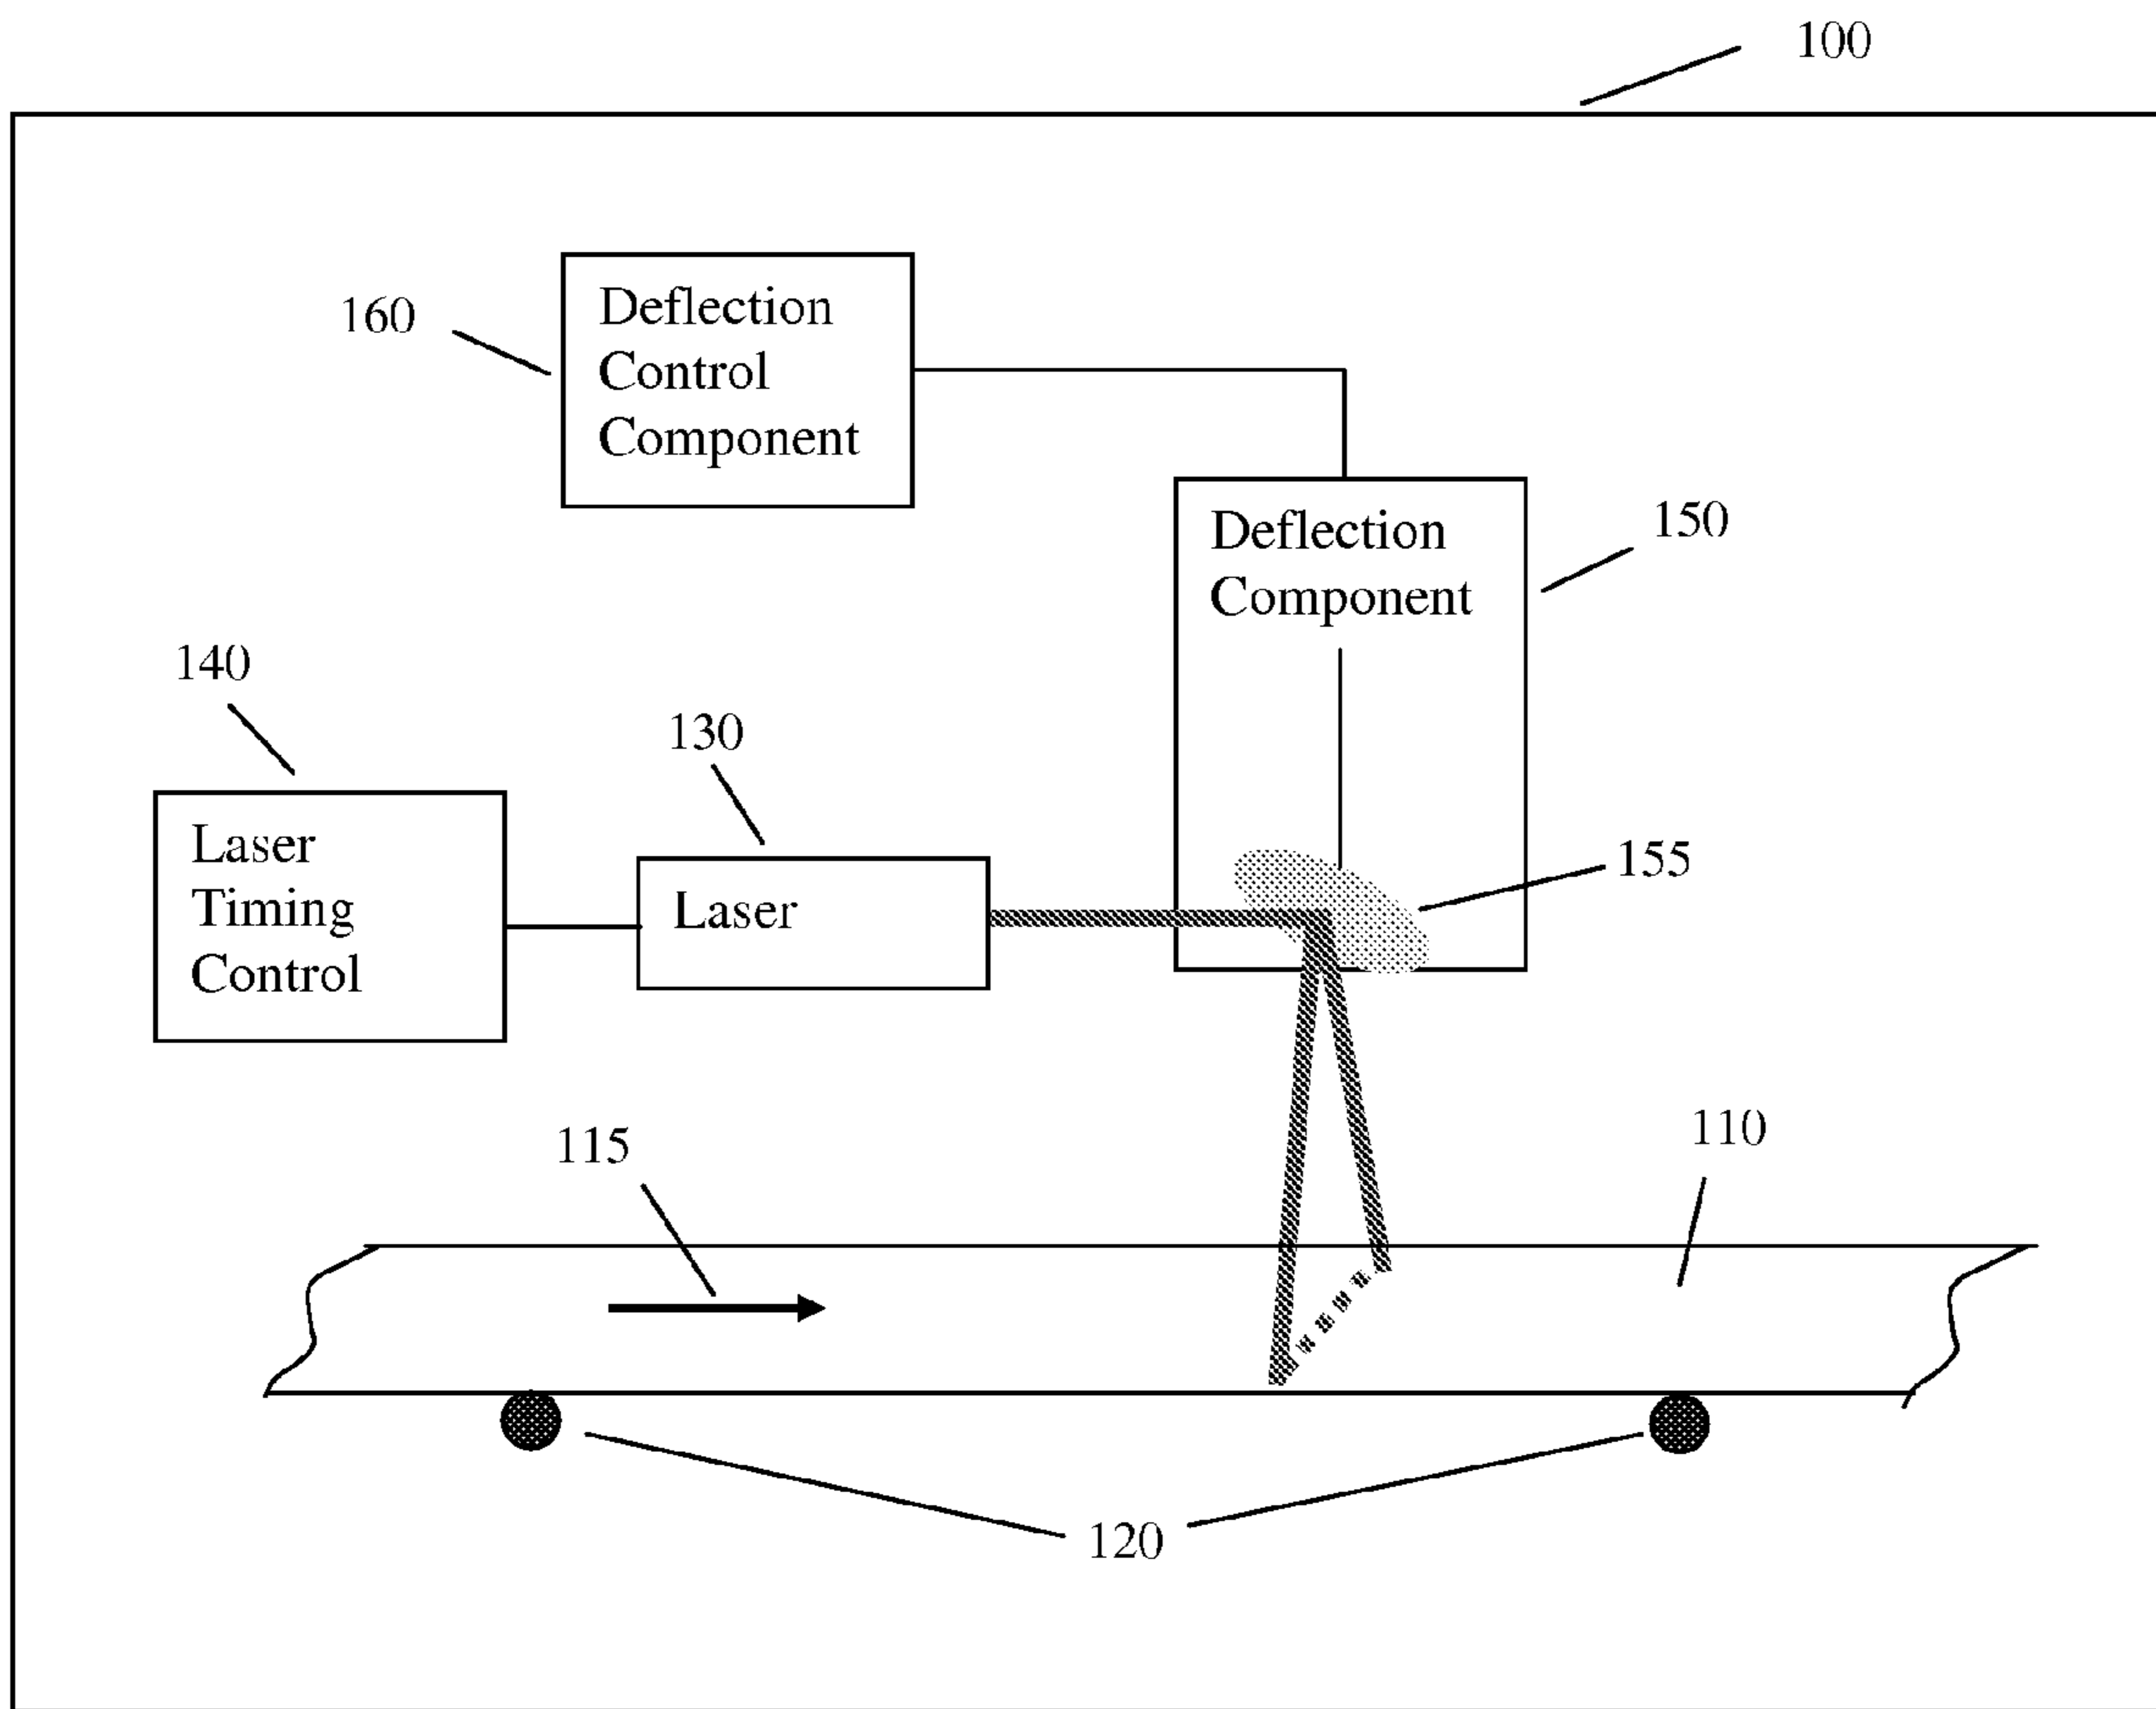 100
160
Deflection
Control
Component
Deflection
Component
150
140
130
Laser
Timing
Control
Laser
155
115
110
120